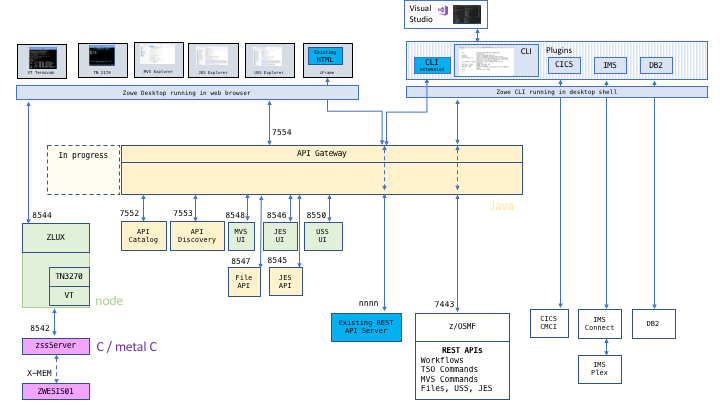 Visual
Studio
Existing
HTML
VT Terminak
TN 2170
MVS Explorer
JES Explorer
USS Explorer
UFrame
CLI
extension
CLI
Plugins
CICS
IMS
DB2
Zowe Desktop running in web browser
Zowe CLI running in desktop shell
7554
In progress
API Gateway
Java
8544
7552
7553
8548
8546
8550
ZLUX
API
Catalog
API
Discovery
MVS
UI
JES
UI
USS
UI
8547
8545
TN3270
VT
node
File
API
JES
API
nnnn
7443
8542
Existing REST
API Server
z/OSMF
CICS
CMCI
IMS
Connect
DB2
zssServer
C / metal C
REST APIs
Workflows
TSO Commands
MVS Commands
Files, USS, JES
IMS
Plex
X-MEM
ZWESIS01